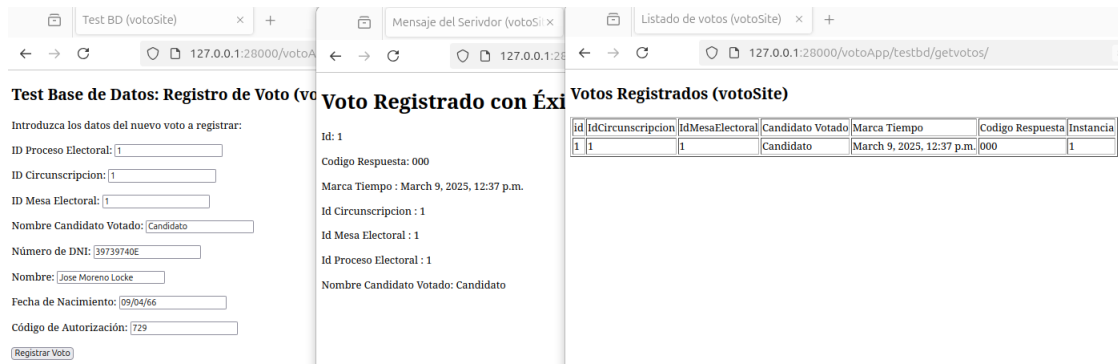 Test BD (votoSite) × +
127.0.0.1:28000/votoA
Test Base de Datos: Registro de Voto (vo
Introduzca los datos del nuevo voto a registrar:
ID Proceso Electoral: 1
ID Circunscripcion: 1
ID Mesa Electoral: 1
Nombre Candidato Votado: Candidato
Número de DNI: 39739740E
Nombre: Jose Moreno Locke
Fecha de Nacimiento: 09/04/66
Código de Autorización: 729
Registrar Voto
Mensaje del Serivdor (votoSi ×
127.0.0.1:28
Voto Registrado con Éxi
Id: 1
Codigo Respuesta: 000
Marca Tiempo : March 9, 2025, 12:37 p.m.
Id Circunscripcion : 1
Id Mesa Electoral : 1
Id Proceso Electoral : 1
Nombre Candidato Votado: Candidato
Listado de votos (votoSite) × +
127.0.0.1:28000/votoApp/testbd/getvotos/
Votos Registrados (votoSite)
id IdCircunscripcion IdMesaElectoral Candidato Votado Marca Tiempo Codigo Respuesta Instancia
1 1 1 Candidato March 9, 2025, 12:37 p.m. 000 1